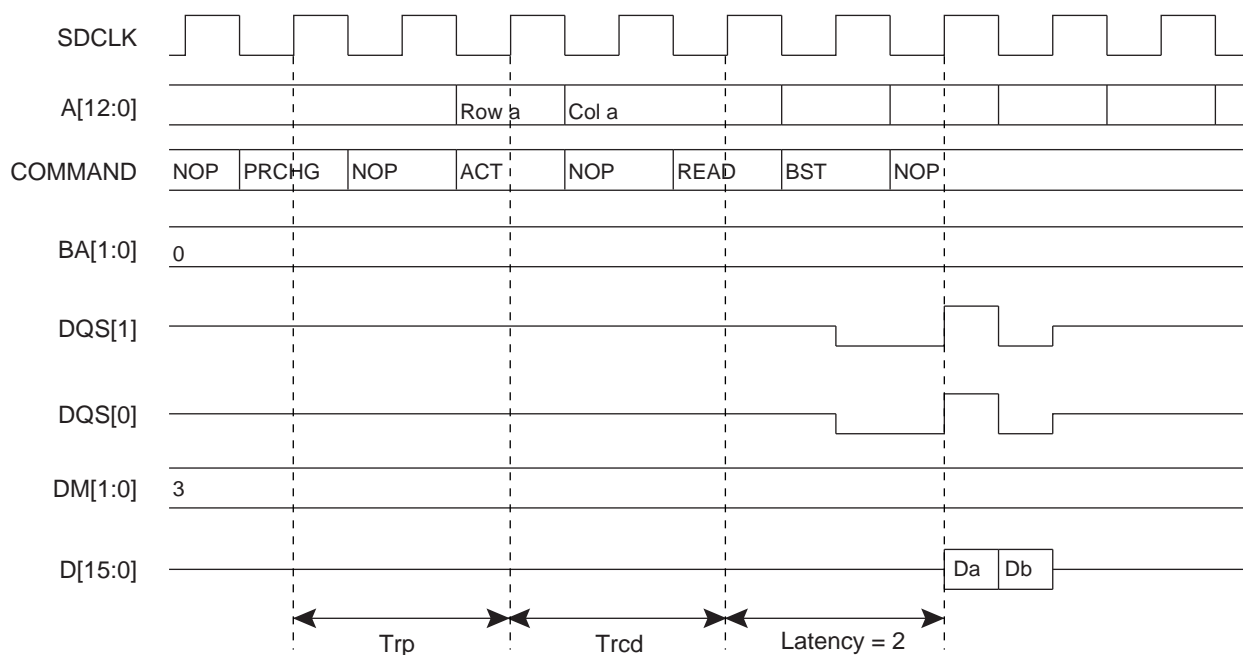 SDCLK
A[12:0] Row a Col a
COMMAND NOP PRCHG NOP ACT NOP READ BST NOP
BA[1:0] 0
DQS[1]
DQS[0]
DM[1:0] 3
D[15:0] Da Db
Trp Trcd Latency = 2